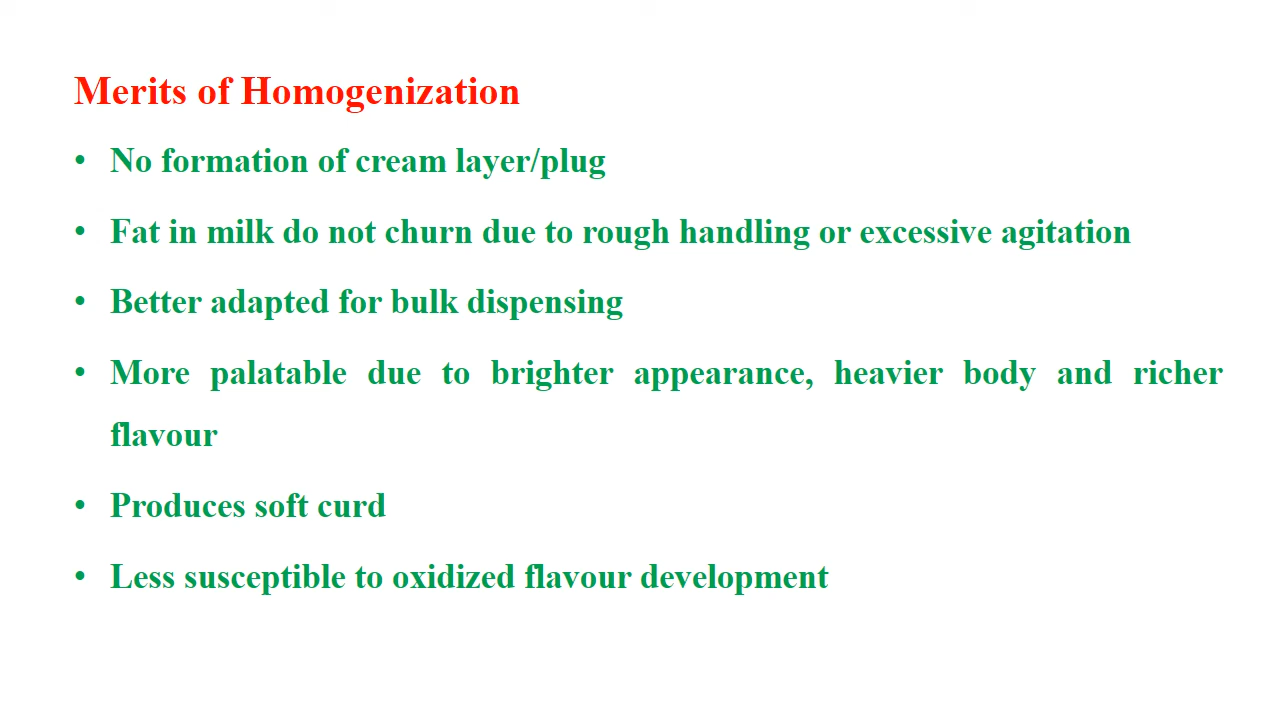 Merits of Homogenization
• No formation of cream layer/plug
• Fat in milk do not churn due to rough handling or excessive agitation
• Better adapted for bulk dispensing
• More palatable due to brighter appearance, heavier body and richer
flavour
• Produces soft curd
• Less susceptible to oxidized flavour development